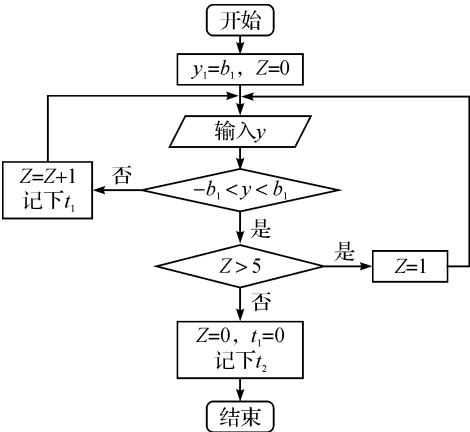 开始
y₁=b₁，Z=0
输入y
-b₁<y<b₁
否
Z=Z+1
记下t₁
是
Z>5
是
Z=1
否
Z=0，t₁=0
记下t₂
结束